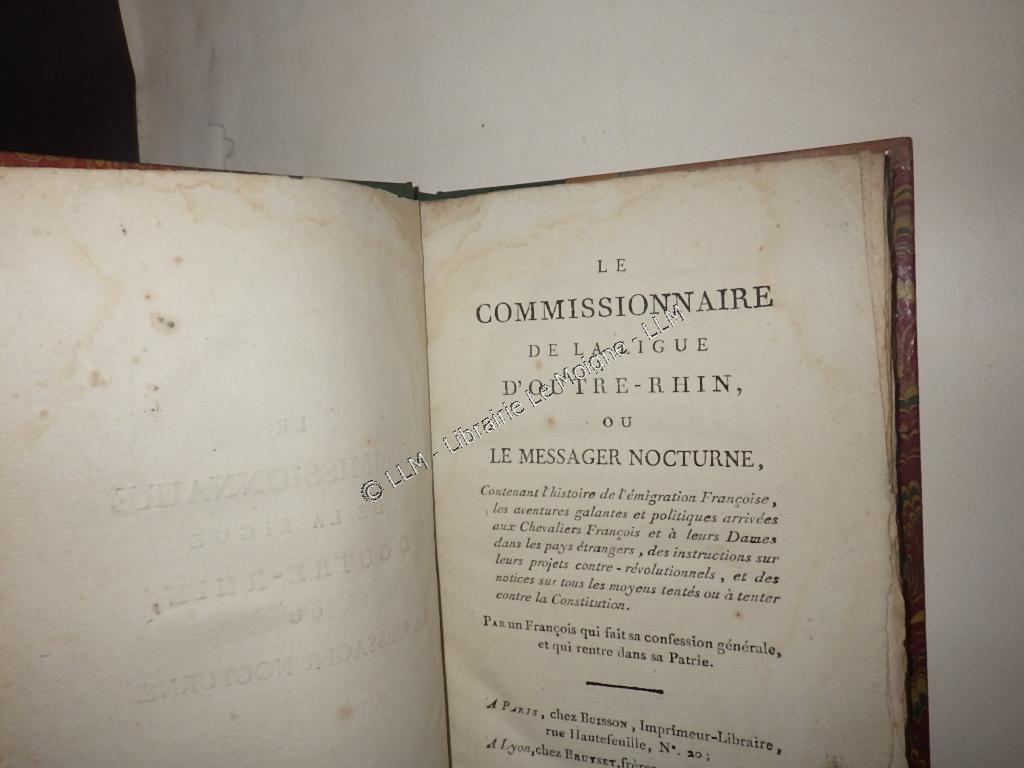 LE
COMMISSIONNAIRE
DE LA LIGUE
D'OUTRE-RHIN,
OU
LE MESSAGER NOCTURNE,
Contenant l'histoire de l'émigration Françoise,
les aventures galantes et politiques arrivées
aux Chevaliers François et à leurs Dames
dans les pays étrangers, des instructions sur
leurs projets contre-révolutionnels, et des
notices sur tous les moyens tentés ou à tenter
contre la Constitution.
PAR un François qui fait sa confession générale,
et qui rentre dans sa Patrie.
A PARIS, chez BUISSON, Imprimeur-Libraire,
rue Hautefeuille, N°. 20;
A Lyon, chez BRUYSET, frères
© LLM - Librairie Le Moigne - LLM